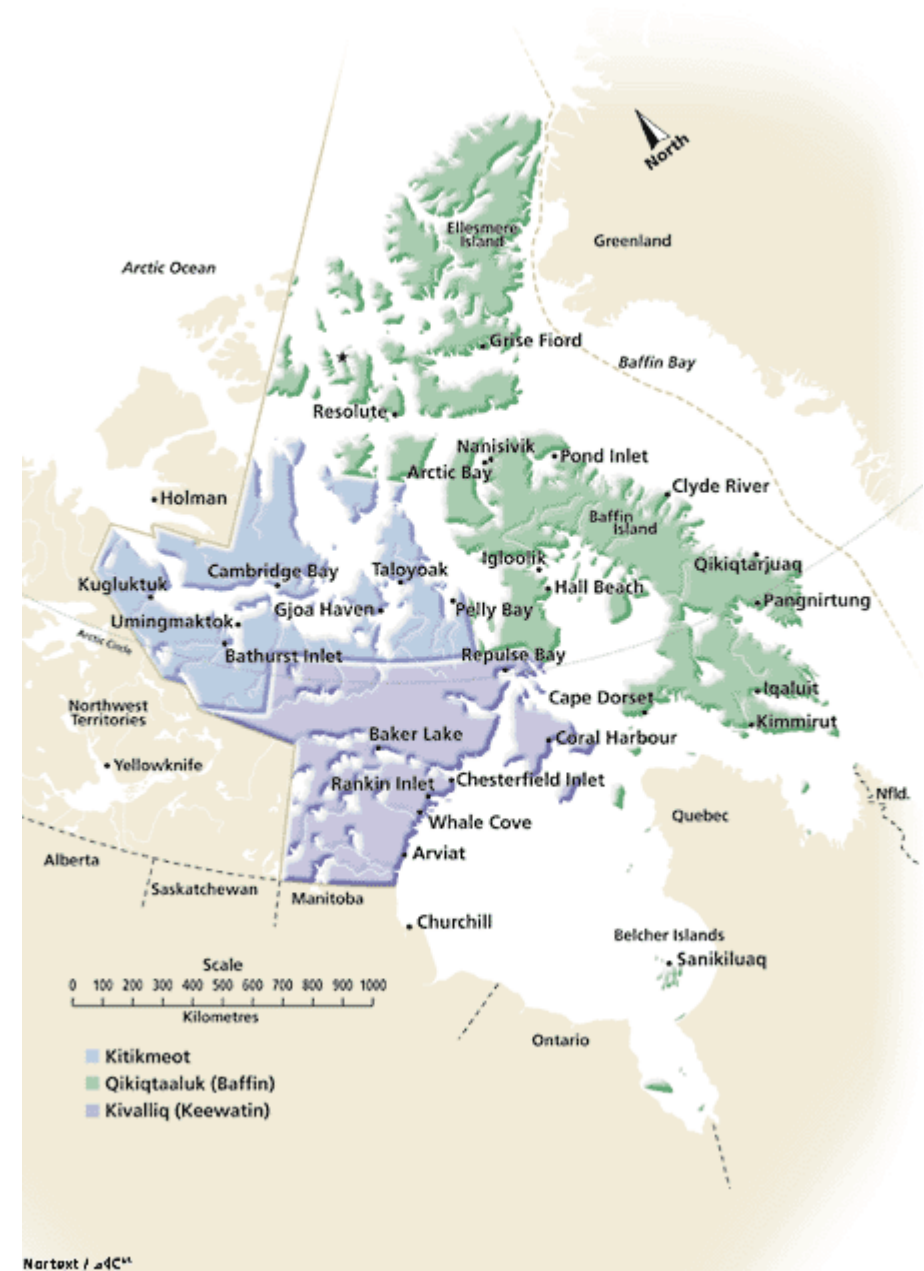 North
Ellesmere
Island
Greenland
Arctic Ocean
Grise Fiord
Baffin Bay
Resolute
Nanisivik
Pond Inlet
Arctic Bay
Clyde River
Holman
Baffin
Island
Igloolik
Qikiqtarjuaq
Cambridge Bay
Taloyoak
Hall Beach
Kugluktuk
Gjoa Haven
Pelly Bay
Pangnirtung
Umingmaktok
Arctic Circle
Bathurst Inlet
Repulse Bay
Iqaluit
Cape Dorset
Northwest
Territories
Kimmirut
Baker Lake
Coral Harbour
Yellowknife
Rankin Inlet
Chesterfield Inlet
Nfld.
Whale Cove
Quebec
Arviat
Alberta
Saskatchewan
Manitoba
Churchill
Belcher Islands
Sanikiluaq
Scale
0 100 200 300 400 500 600 700 800 900 1000
Kilometres
Ontario
Kitikmeot
Qikiqtaaluk (Baffin)
Kivalliq (Keewatin)
Nortext /